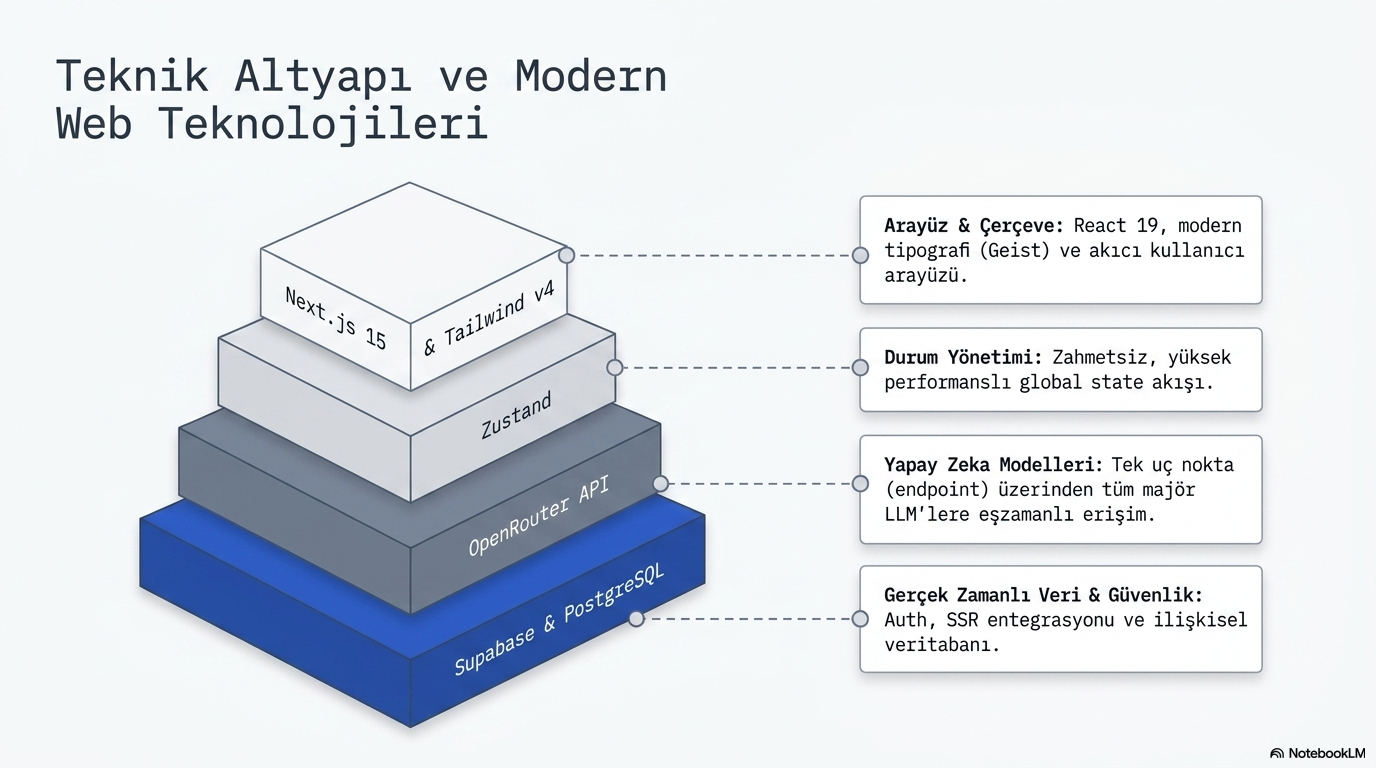 Teknik Altyapı ve Modern
Web Teknolojileri
Next.js 15 & Tailwind v4
Arayüz & Çerçeve: React 19, modern
tipografi (Geist) ve akıcı kullanıcı
arayüzü.
Zustand
Durum Yönetimi: Zahmetsiz, yüksek
performanslı global state akışı.
OpenRouter API
Yapay Zeka Modelleri: Tek uç nokta
(endpoint) üzerinden tüm majör
LLM'lere eşzamanlı erişim.
Supabase & PostgreSQL
Gerçek Zamanlı Veri & Güvenlik:
Auth, SSR entegrasyonu ve ilişkisel
veritabanı.
NotebookLM